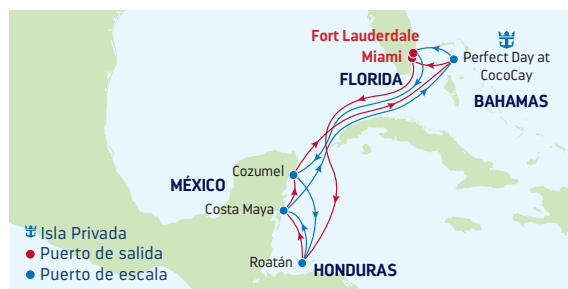 Fort Lauderdale
Miami
FLORIDA
Perfect Day at
CocoCay
BAHAMAS
Cozumel
MÉXICO
Costa Maya
Roatán
HONDURAS
Isla Privada
Puerto de salida
Puerto de escala